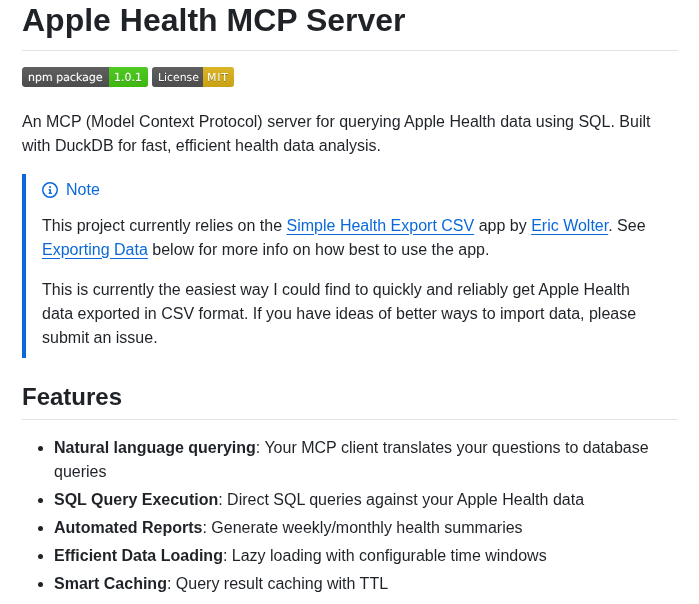 Apple Health MCP Server
npm package 1.0.1 License MIT
An MCP (Model Context Protocol) server for querying Apple Health data using SQL. Built
with DuckDB for fast, efficient health data analysis.
Note
This project currently relies on the Simple Health Export CSV app by Eric Wolter. See
Exporting Data below for more info on how best to use the app.
This is currently the easiest way I could find to quickly and reliably get Apple Health
data exported in CSV format. If you have ideas of better ways to import data, please
submit an issue.
Features
• Natural language querying: Your MCP client translates your questions to database
queries
• SQL Query Execution: Direct SQL queries against your Apple Health data
• Automated Reports: Generate weekly/monthly health summaries
• Efficient Data Loading: Lazy loading with configurable time windows
• Smart Caching: Query result caching with TTL